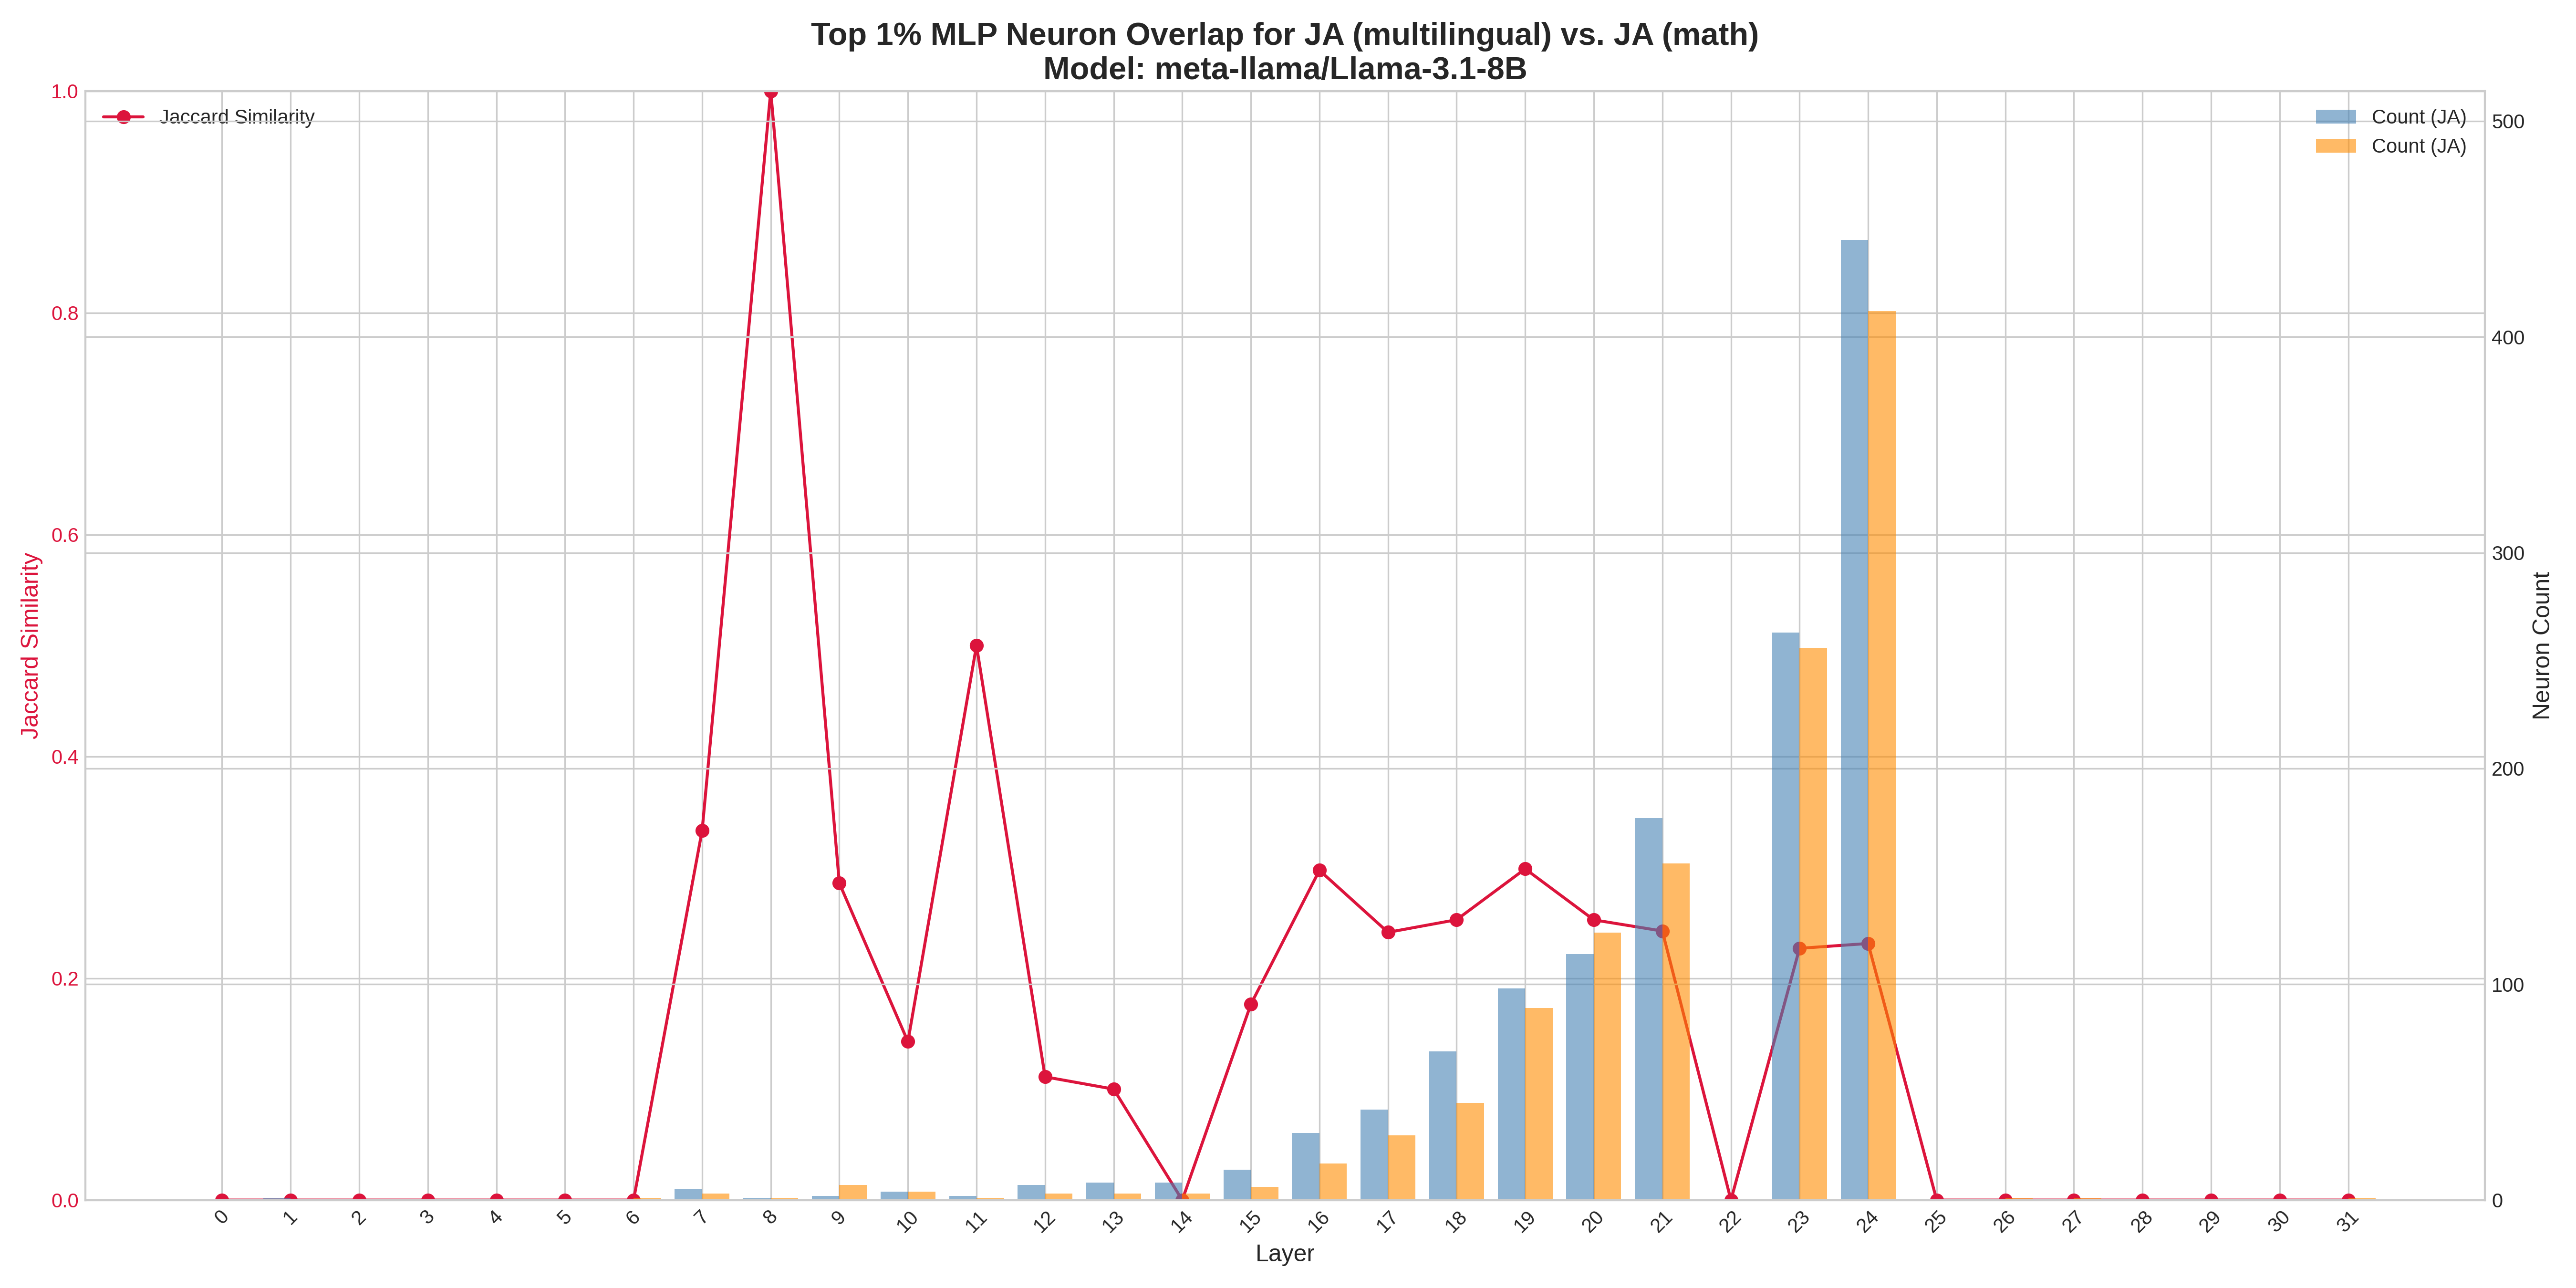 Top 1% MLP Neuron Overlap for JA (multilingual) vs. JA (math)
Model: meta-llama/Llama-3.1-8B
Jaccard Similarity
Count (JA)
Count (JA)
Jaccard Similarity
1.0
0.8
0.6
0.4
0.2
0.0
500
400
300
200
100
0
Neuron Count
0 1 2 3 4 5 6 7 8 9 10 11 12 13 14 15 16 17 18 19 20 21 22 23 24 25 26 27 28 29 30 31
Layer